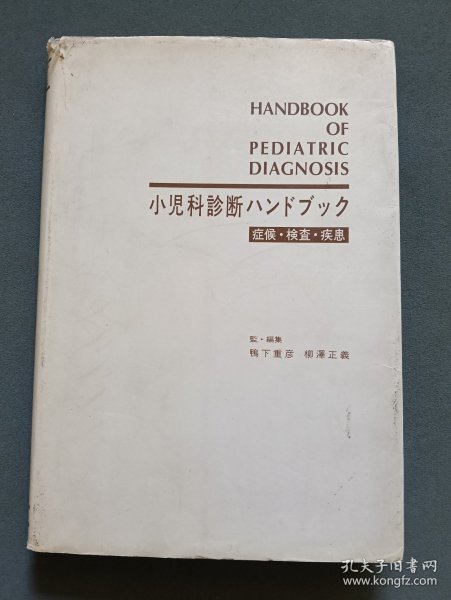 HANDBOOK
OF
PEDIATRIC
DIAGNOSIS
小児科診断ハンドブック
症候・検査・疾患
監・編集
鴨下重彦 柳澤正義
孔夫子旧书网
www.kongfz.com